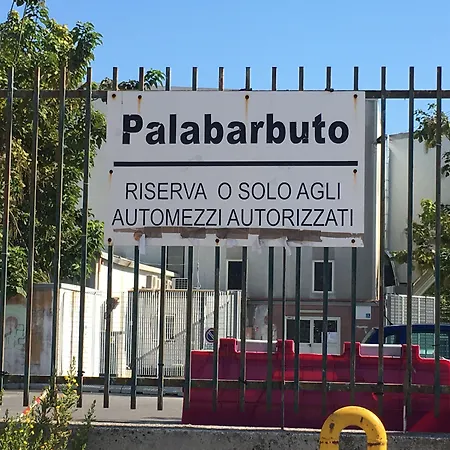 Palabarbuto
RISERVA O SOLO AGLI
AUTOMEZZI AUTORIZZATI